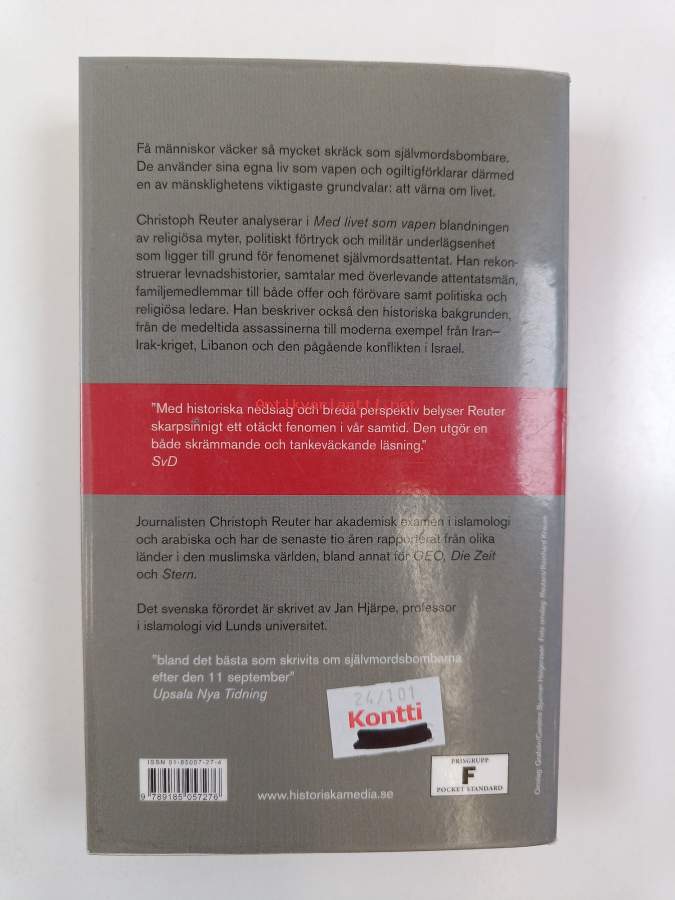 Få människor väcker så mycket skräck som självmordsbombare.
De använder sina egna liv som vapen och ogiltigförklarar därmed
en av mänsklighetens viktigaste grundvalar: att värna om livet.
Christoph Reuter analyserar i Med livet som vapen blandningen
av religiösa myter, politiskt förtryck och militär underlägsenhet
som ligger till grund för fenomenet självmordsattentat. Han rekon-
struerar levnadshistorier, samtalar med överlevande attentatsmän,
familjemedlemmar till både offer och förövare samt politiska och
religiösa ledare. Han beskriver också den historiska bakgrunden,
från de medeltida assassinerna till moderna exempel från Iran–
Irak-kriget, Libanon och den pågående konflikten i Israel.
Antikvariaatti.net
”Med historiska nedslag och breda perspektiv belyser Reuter
skarpsinnigt ett otäckt fenomen i vår samtid. Den utgör en
både skrämmande och tankeväckande läsning.”
SvD
Journalisten Christoph Reuter har akademisk examen i islamologi
och arabiska och har de senaste tio åren rapporterat från olika
länder i den muslimska världen, bland annat för GEO, Die Zeit
och Stern.
Det svenska förordet är skrivet av Jan Hjärpe, professor
i islamologi vid Lunds universitet.
”bland det bästa som skrivits om självmordsbombarna
efter den 11 september”
Upsala Nya Tidning
24/101
Kontti
ISSN 91-85057-27-4
9 789185 057276
www.historiskamedia.se
PRISGRUPP:
F
POCKET STANDARD